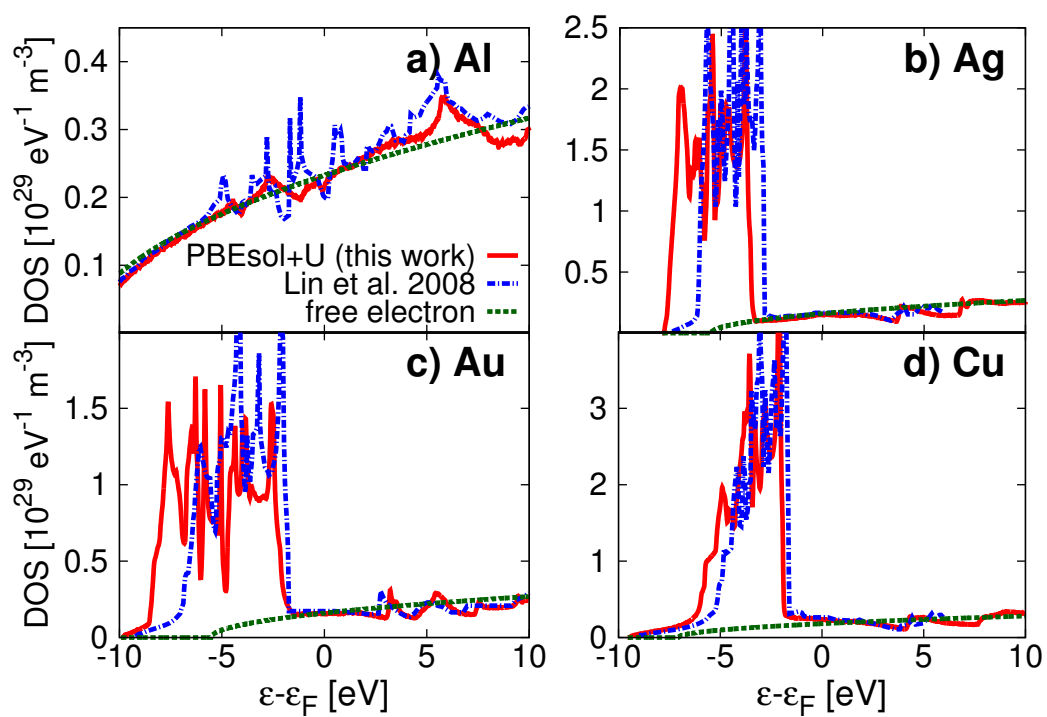 a) Al
DOS [10^29 eV^-1 m^-3]
0.4
0.3
0.2
0.1
PBEsol+U (this work)
Lin et al. 2008
free electron
b) Ag
2.5
2
1.5
1
0.5
c) Au
DOS [10^29 eV^-1 m^-3]
1.5
1
0.5
0
-10 -5 0 5 10
ε-ε_F [eV]
d) Cu
3
2
1
0
-10 -5 0 5 10
ε-ε_F [eV]